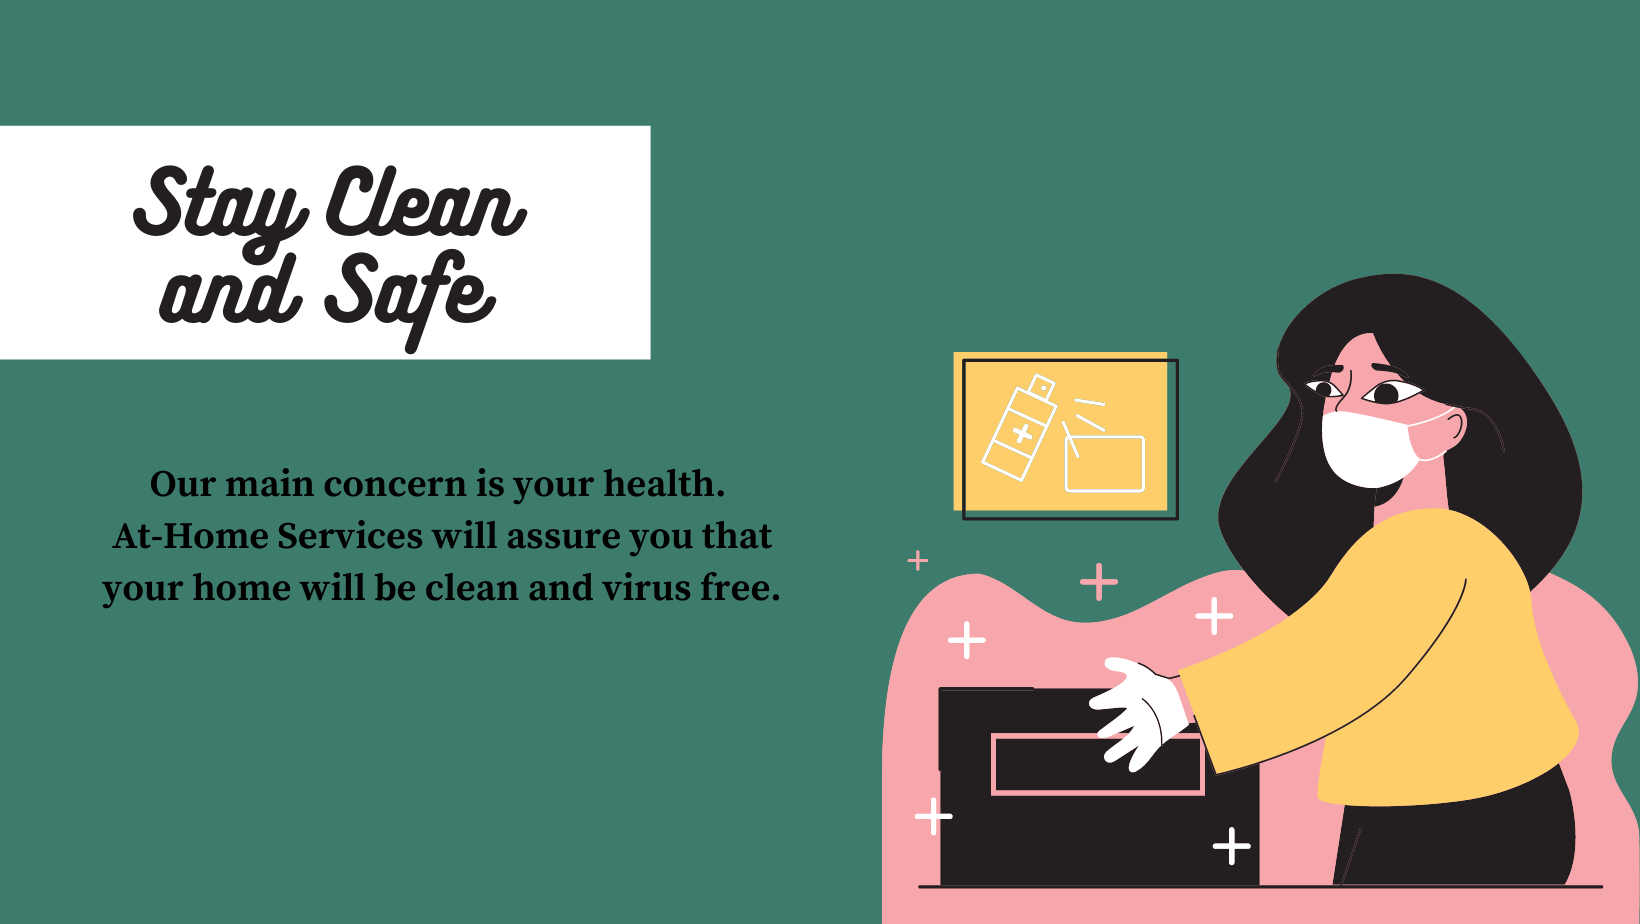 Stay Clean
and Safe
Our main concern is your health.
At-Home Services will assure you that
your home will be clean and virus free.